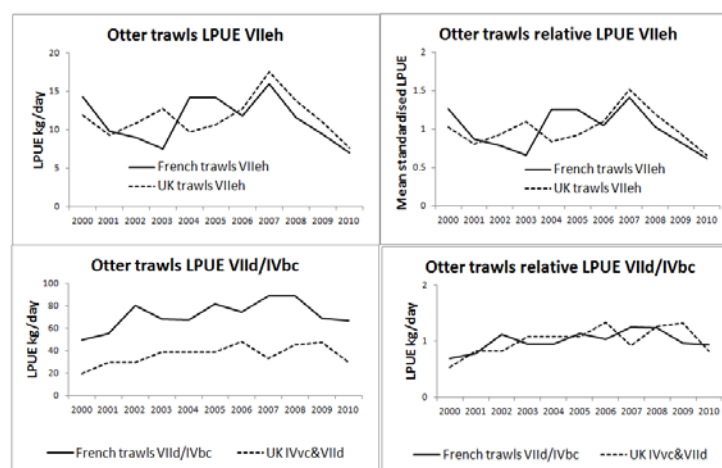 Otter trawls LPUE VIIeh
20
15
10
5
0
LPUE kg/day
French trawls VIIeh
UK trawls VIIeh
2000 2001 2002 2003 2004 2005 2006 2007 2008 2009 2010
Otter trawls relative LPUE VIIeh
2
1.5
1
0.5
0
Mean standardised LPUE
French trawls VIIeh
UK trawls VIIeh
2000 2001 2002 2003 2004 2005 2006 2007 2008 2009 2010
Otter trawls LPUE VIId/IVbc
100
80
60
40
20
0
LPUE kg/day
2000 2001 2002 2003 2004 2005 2006 2007 2008 2009 2010
French trawls VIId/IVbc UK IVvc&VIId
Otter trawls relative LPUE VIId/IVbc
2
1
0
LPUE kg/day
2000 2001 2002 2003 2004 2005 2006 2007 2008 2009 2010
French trawls VIId/IVbc UK IVvc&VIId